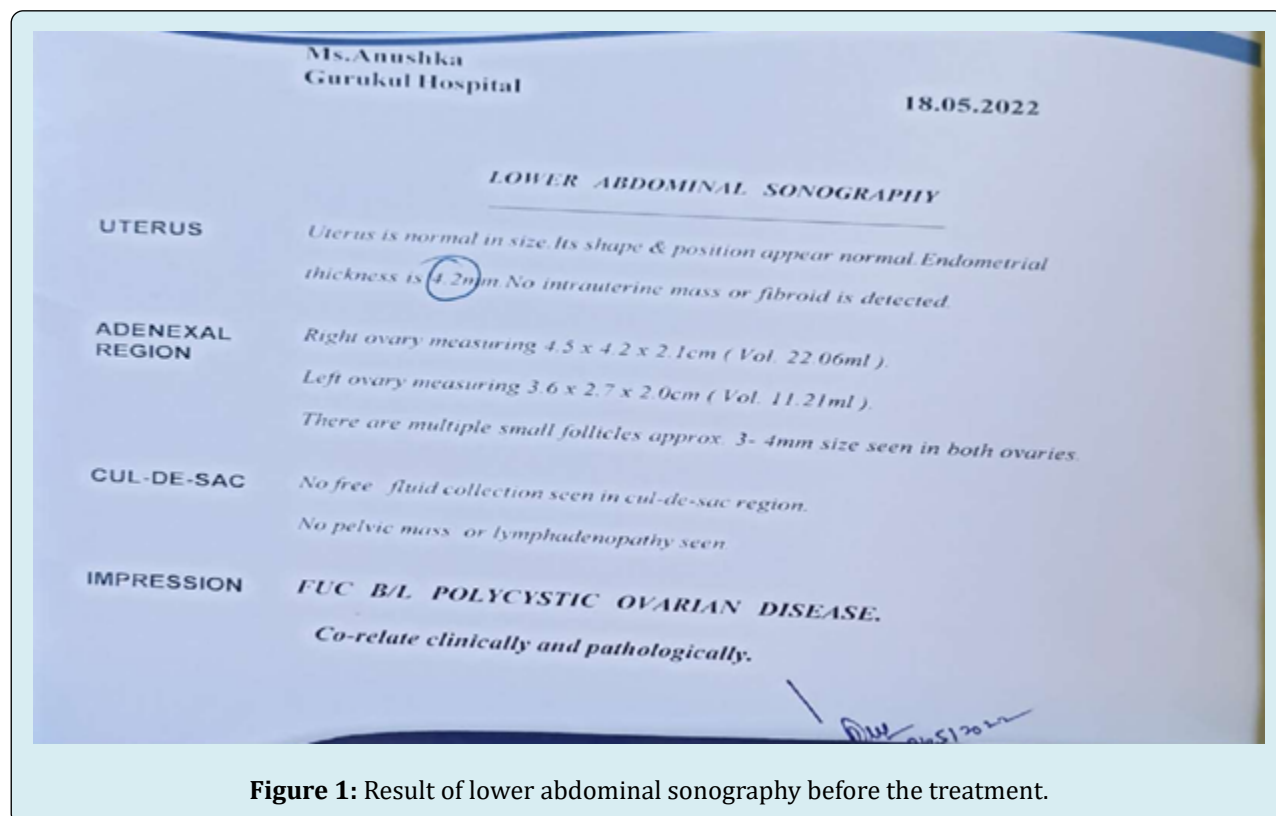 Ms.Anushka
Gurukul Hospital
18.05.2022
LOWER ABDOMINAL SONOGRAPHY
UTERUS
Uterus is normal in size.Its shape & position appear normal.Endometrial
thickness is 4.2mm.No intrauterine mass or fibroid is detected.
ADENEXAL
REGION
Right ovary measuring 4.5 x 4.2 x 2.1cm ( Vol. 22.06ml ).
Left ovary measuring 3.6 x 2.7 x 2.0cm ( Vol. 11.21ml ).
There are multiple small follicles approx. 3- 4mm size seen in both ovaries.
CUL-DE-SAC
No free fluid collection seen in cul-de-sac region.
No pelvic mass or lymphadenopathy seen.
IMPRESSION
FUC B/L POLYCYSTIC OVARIAN DISEASE.
Co-relate clinically and pathologically.
Figure 1: Result of lower abdominal sonography before the treatment.